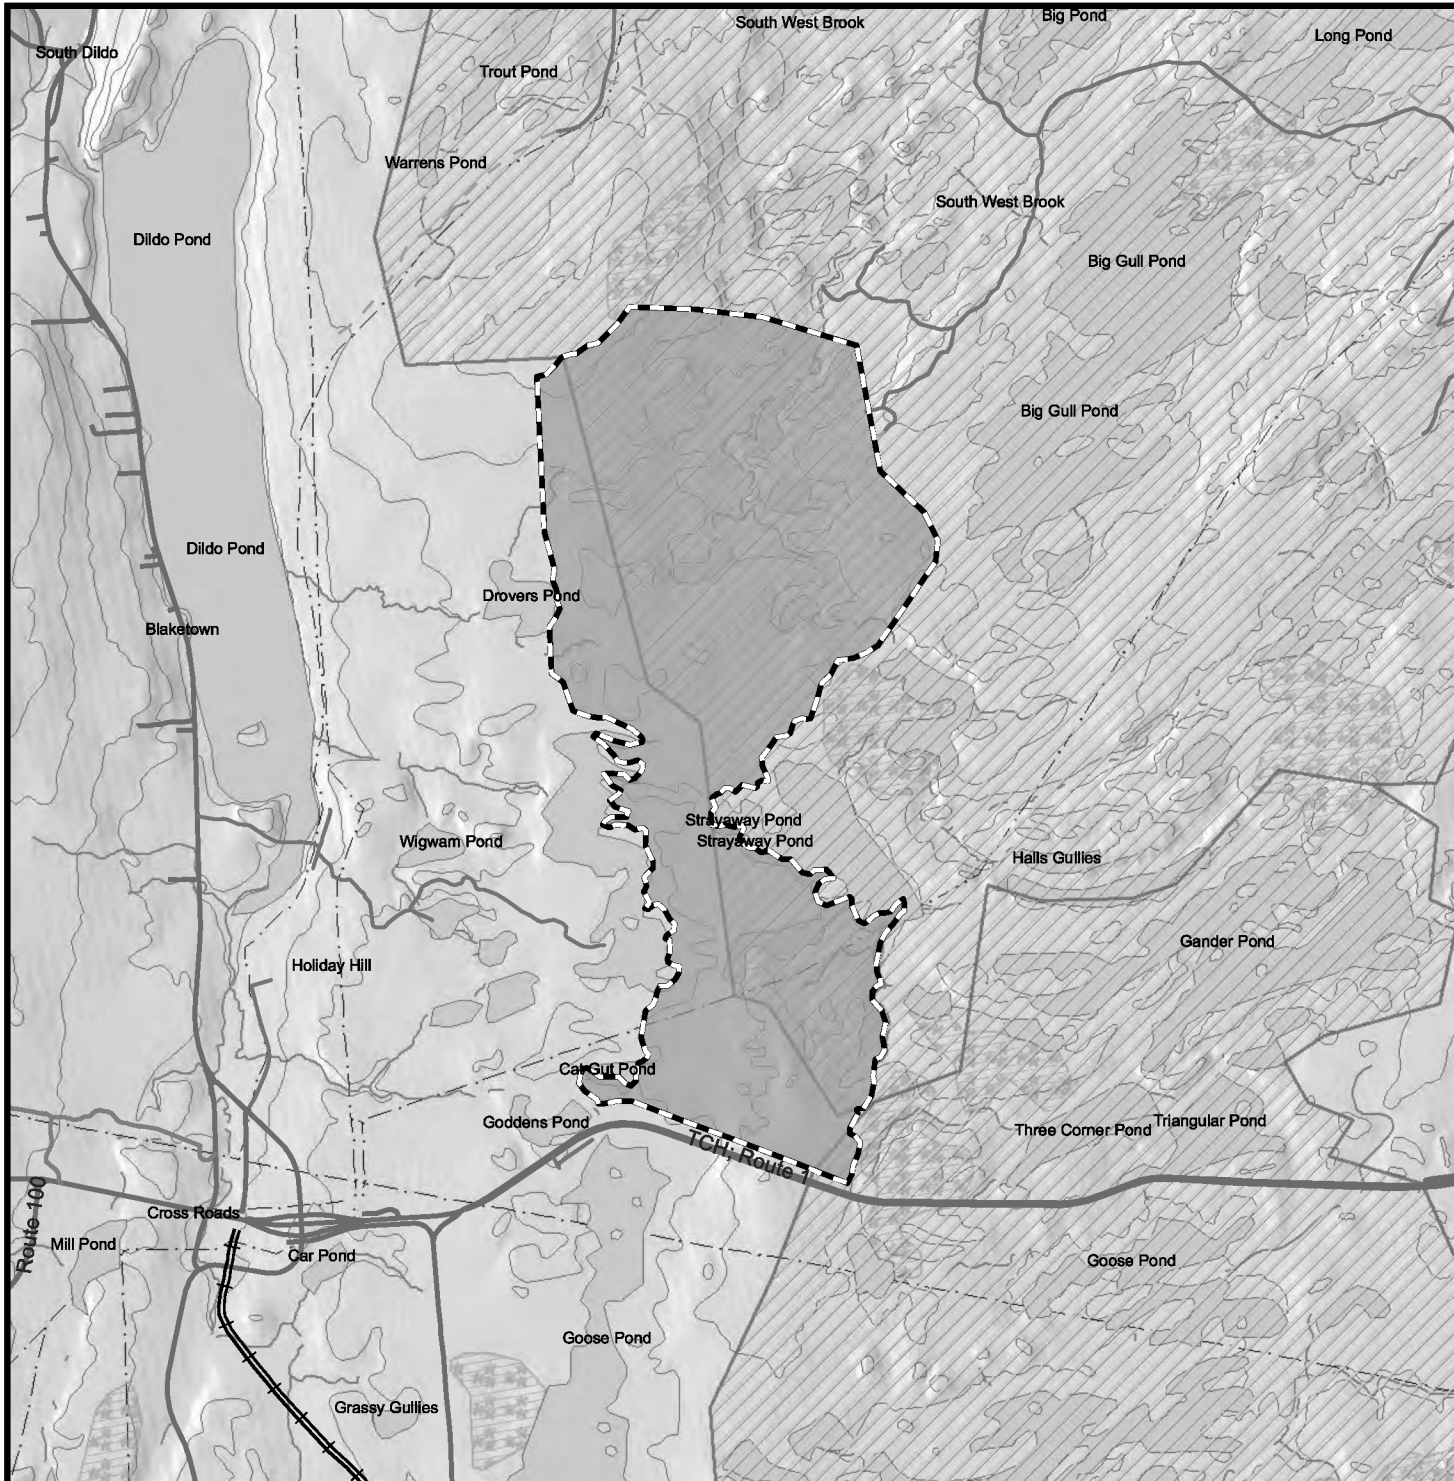 Big Pond
South West Brook
Long Pond
South Dildo
Trout Pond
Warrens Pond
South West Brook
Dildo Pond
Big Gull Pond
Big Gull Pond
Dildo Pond
Drovers Pond
Blaketown
Strayaway Pond
Strayaway Pond
Wigwam Pond
Halls Gullies
Gander Pond
Holiday Hill
Cat Gut Pond
Goddens Pond
Triangular Pond
Three Corner Pond
TCH; Route 1
Route 100
Cross Roads
Mill Pond
Car Pond
Goose Pond
Goose Pond
Grassy Gullies